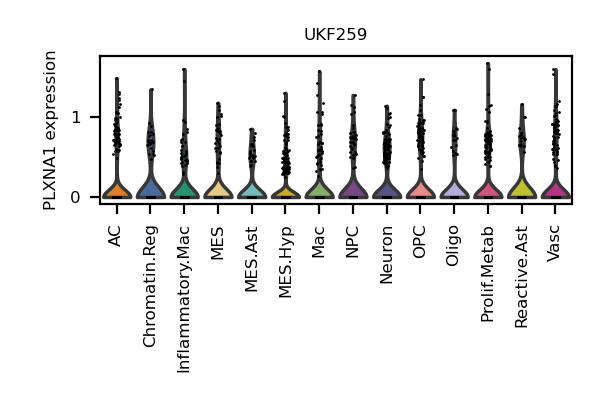 UKF259
PLXNA1 expression
1
0
AC
Chromatin.Reg
Inflammatory.Mac
MES
MES.Ast
MES.Hyp
Mac
NPC
Neuron
OPC
Oligo
Prolif.Metab
Reactive.Ast
Vasc